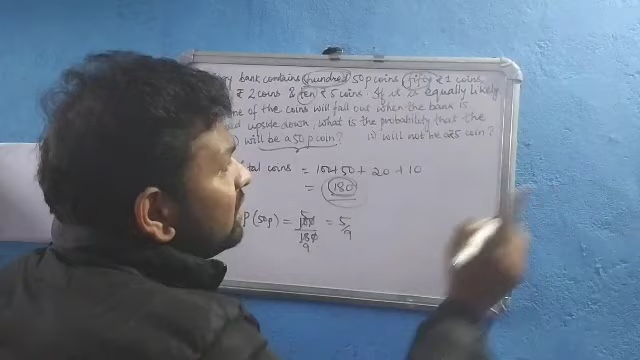 bank contains hundred 50p coins fifty ₹1 coins
₹2 coins & ten ₹5 coins. If it is equally likely
one of the coins will fall out when the bank is
upside down, what is the probability that the
will be a 50p coin? ii) will not be a ₹5 coin?
coins = 100+50+20+10
= 180
P(50p) = 100/180 = 5/9